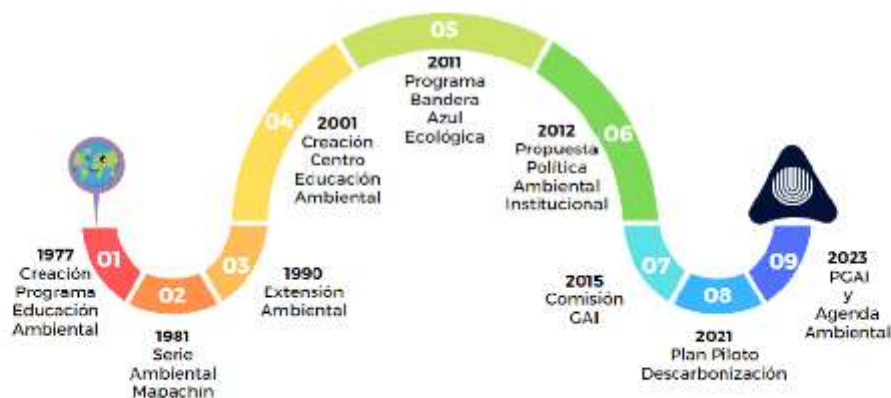 01
1977
Creación
Programa
Educación
Ambiental
02
1981
Serie
Ambiental
Mapachín
03
1990
Extensión
Ambiental
04
2001
Creación
Centro
Educación
Ambiental
05
2011
Programa
Bandera
Azul
Ecológica
06
2012
Propuesta
Política
Ambiental
Institucional
07
2015
Comisión
GAI
08
2021
Plan Piloto
Descarbonización
09
2023
PGAI
y
Agenda
Ambiental